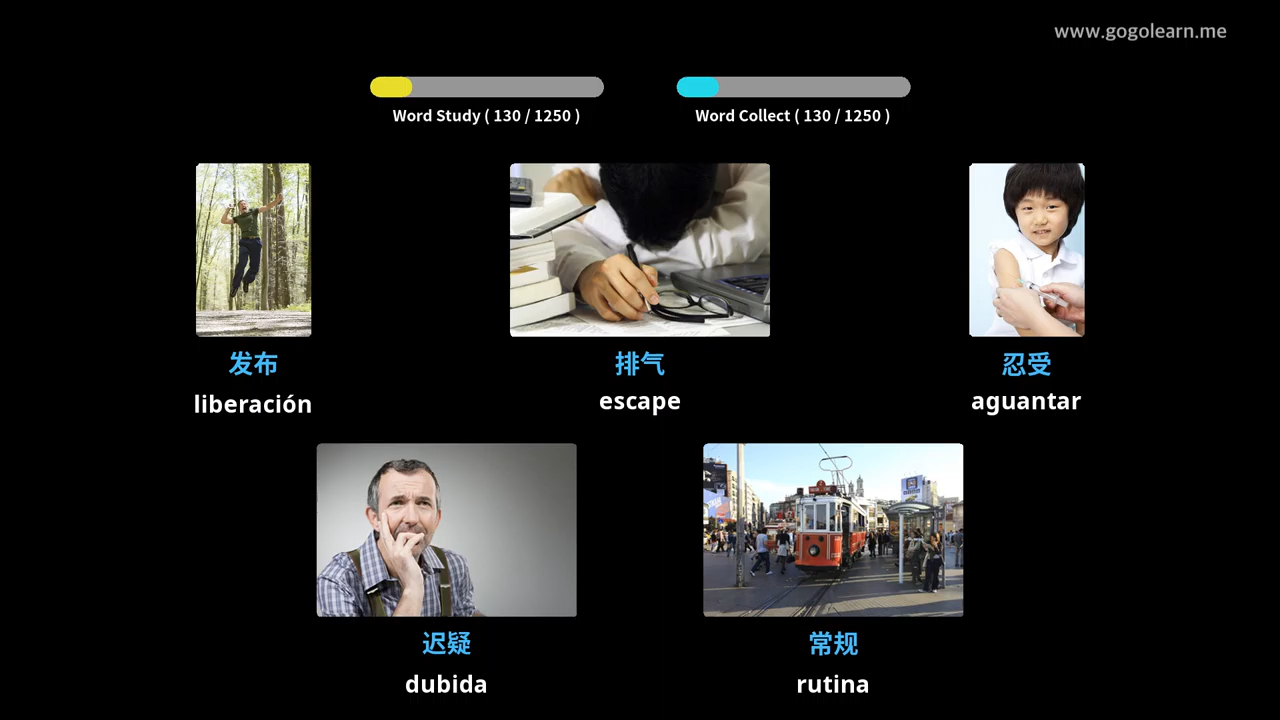 www.gogolearn.me
Word Study ( 130 / 1250 )
Word Collect ( 130 / 1250 )
发布
liberación
排气
escape
忍受
aguantar
迟疑
dubida
常规
rutina